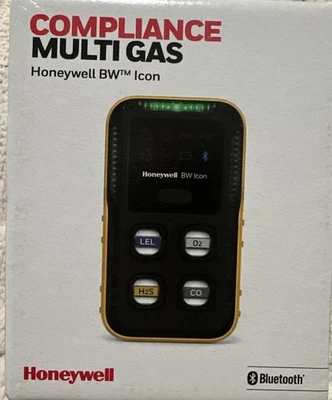 COMPLIANCE
MULTI GAS
Honeywell BW™ Icon
Honeywell BW Icon
LEL O2
H2S CO
Honeywell
Bluetooth®